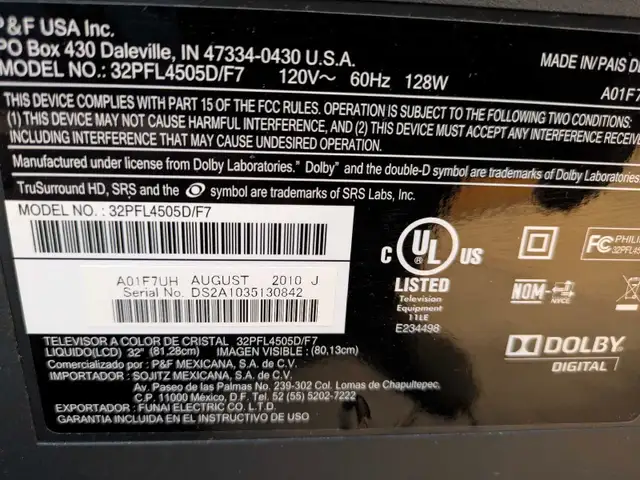 P&F USA Inc.
PO Box 430 Daleville, IN 47334-0430 U.S.A.
MODEL NO.: 32PFL4505D/F7 120V~ 60Hz 128W
MADE IN/PAIS DE
A01F7
THIS DEVICE COMPLIES WITH PART 15 OF THE FCC RULES. OPERATION IS SUBJECT TO THE FOLLOWING TWO CONDITIONS:
(1) THIS DEVICE MAY NOT CAUSE HARMFUL INTERFERENCE, AND (2) THIS DEVICE MUST ACCEPT ANY INTERFERENCE RECEIVE
INCLUDING INTERFERENCE THAT MAY CAUSE UNDESIRED OPERATION.
Manufactured under license from Dolby Laboratories." Dolby" and the double-D symbol are trademarks of Dolby Laboratories.
TruSurround HD, SRS and the symbol are trademarks of SRS Labs, Inc.
MODEL NO. : 32PFL4505D/F7
A01F7UH AUGUST 2010 J
Serial No. DS2A1035130842
C UL US
LISTED
Television
Equipment
11LE
E234498
FC PHILI
32PFL45
NOM NYCE
DOLBY
DIGITAL
TELEVISOR A COLOR DE CRISTAL 32PFL4505D/F7
LIQUIDO(LCD) 32" (81,28cm) IMAGEN VISIBLE : (80,13cm)
Comercializado por : P&F MEXICANA, S.A. de C.V.
IMPORTADOR : SOJITZ MEXICANA, S.A. de C.V.
Av. Paseo de las Palmas No. 239-302 Col. Lomas de Chapultepec,
C.P. 11000 México, D.F. Tel. 52 (55) 5202-7222
EXPORTADOR : FUNAI ELECTRIC CO. L.T.D.
GARANTIA INCLUIDA EN EL INSTRUCTIVO DE USO